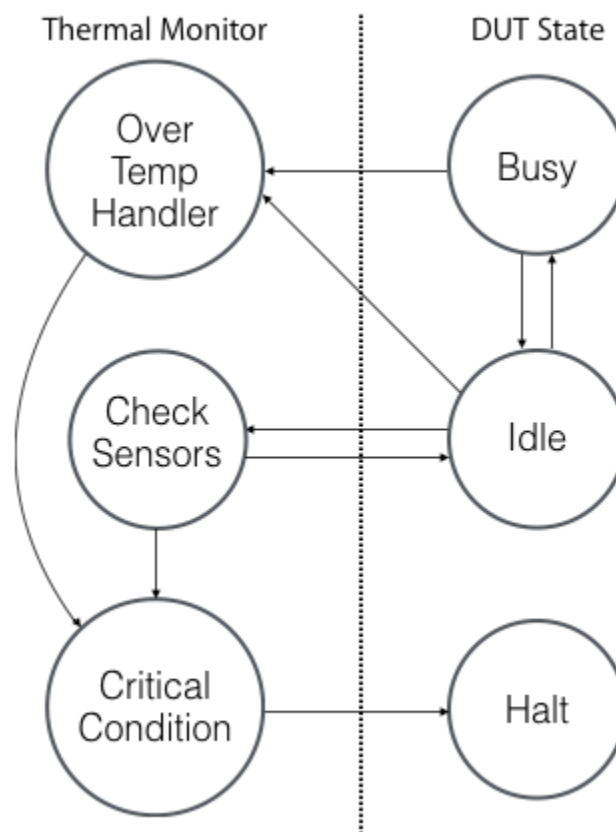 Thermal Monitor
DUT State
Over
Temp
Handler
Busy
Check
Sensors
Idle
Critical
Condition
Halt